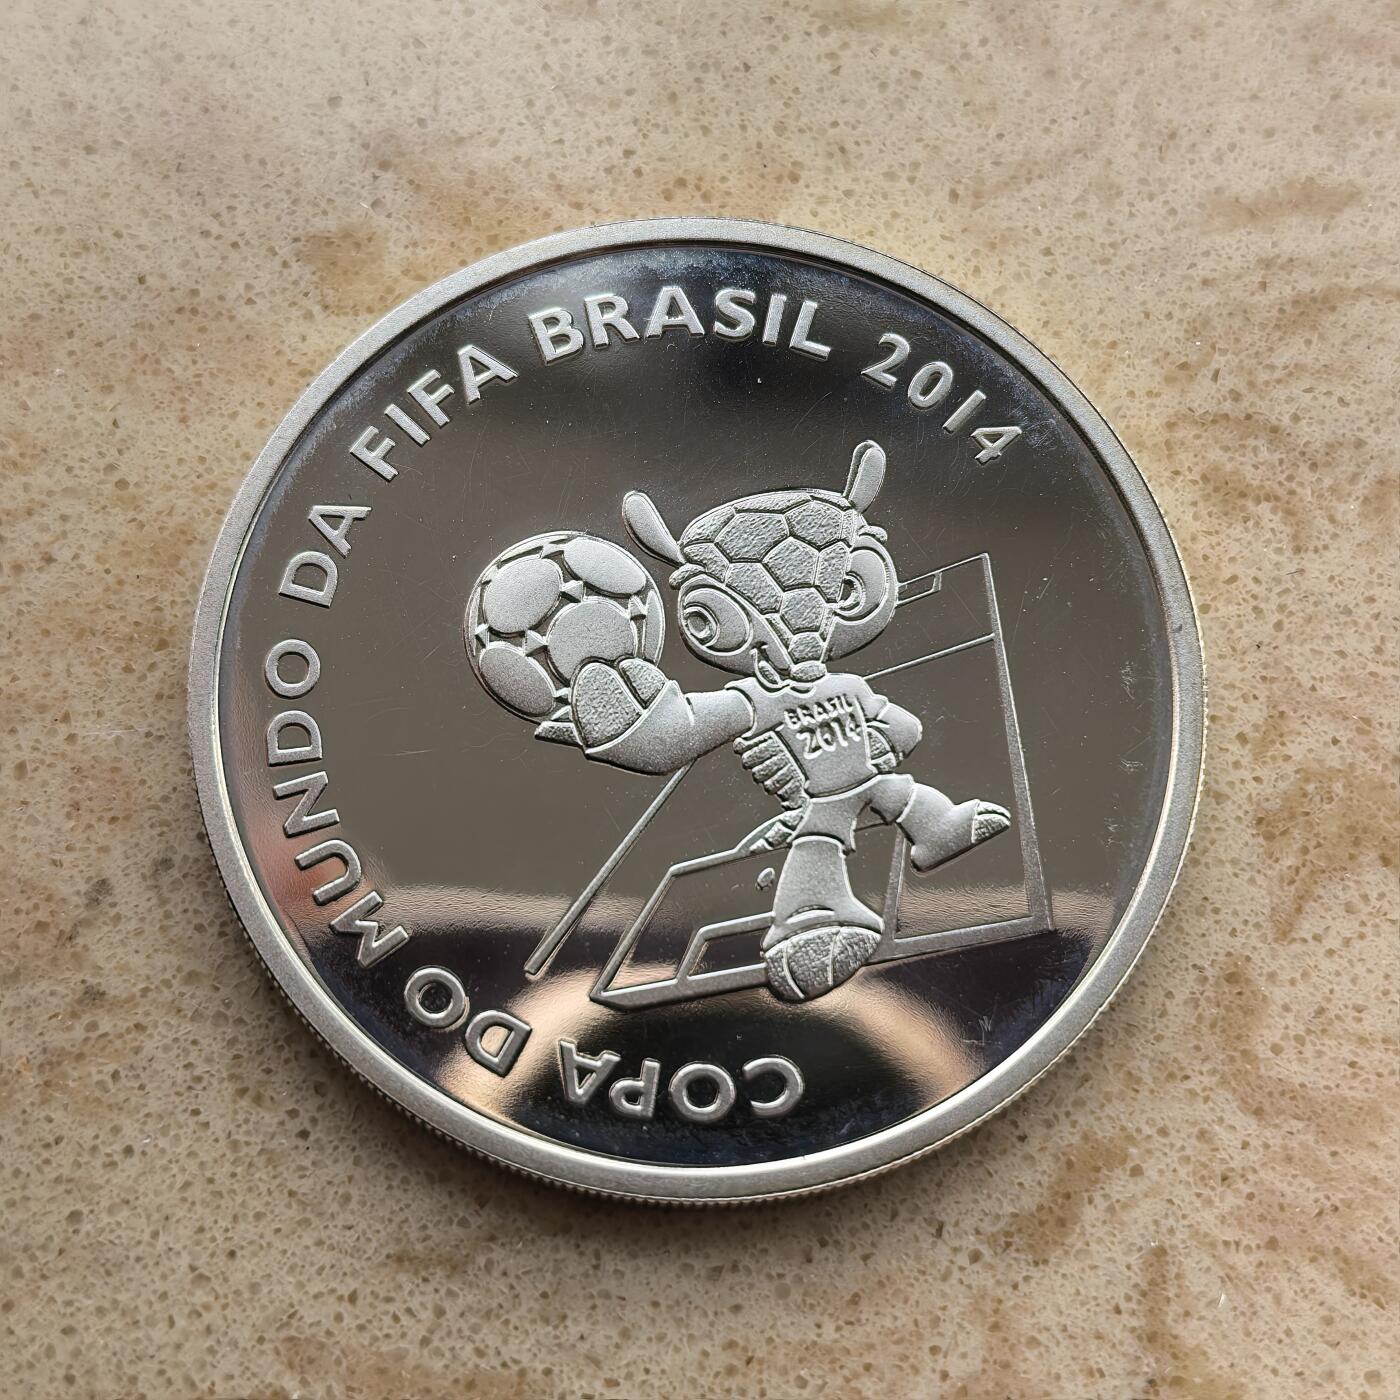 COPA DO MUNDO DA FIFA BRASIL 2014
BRASIL
2014